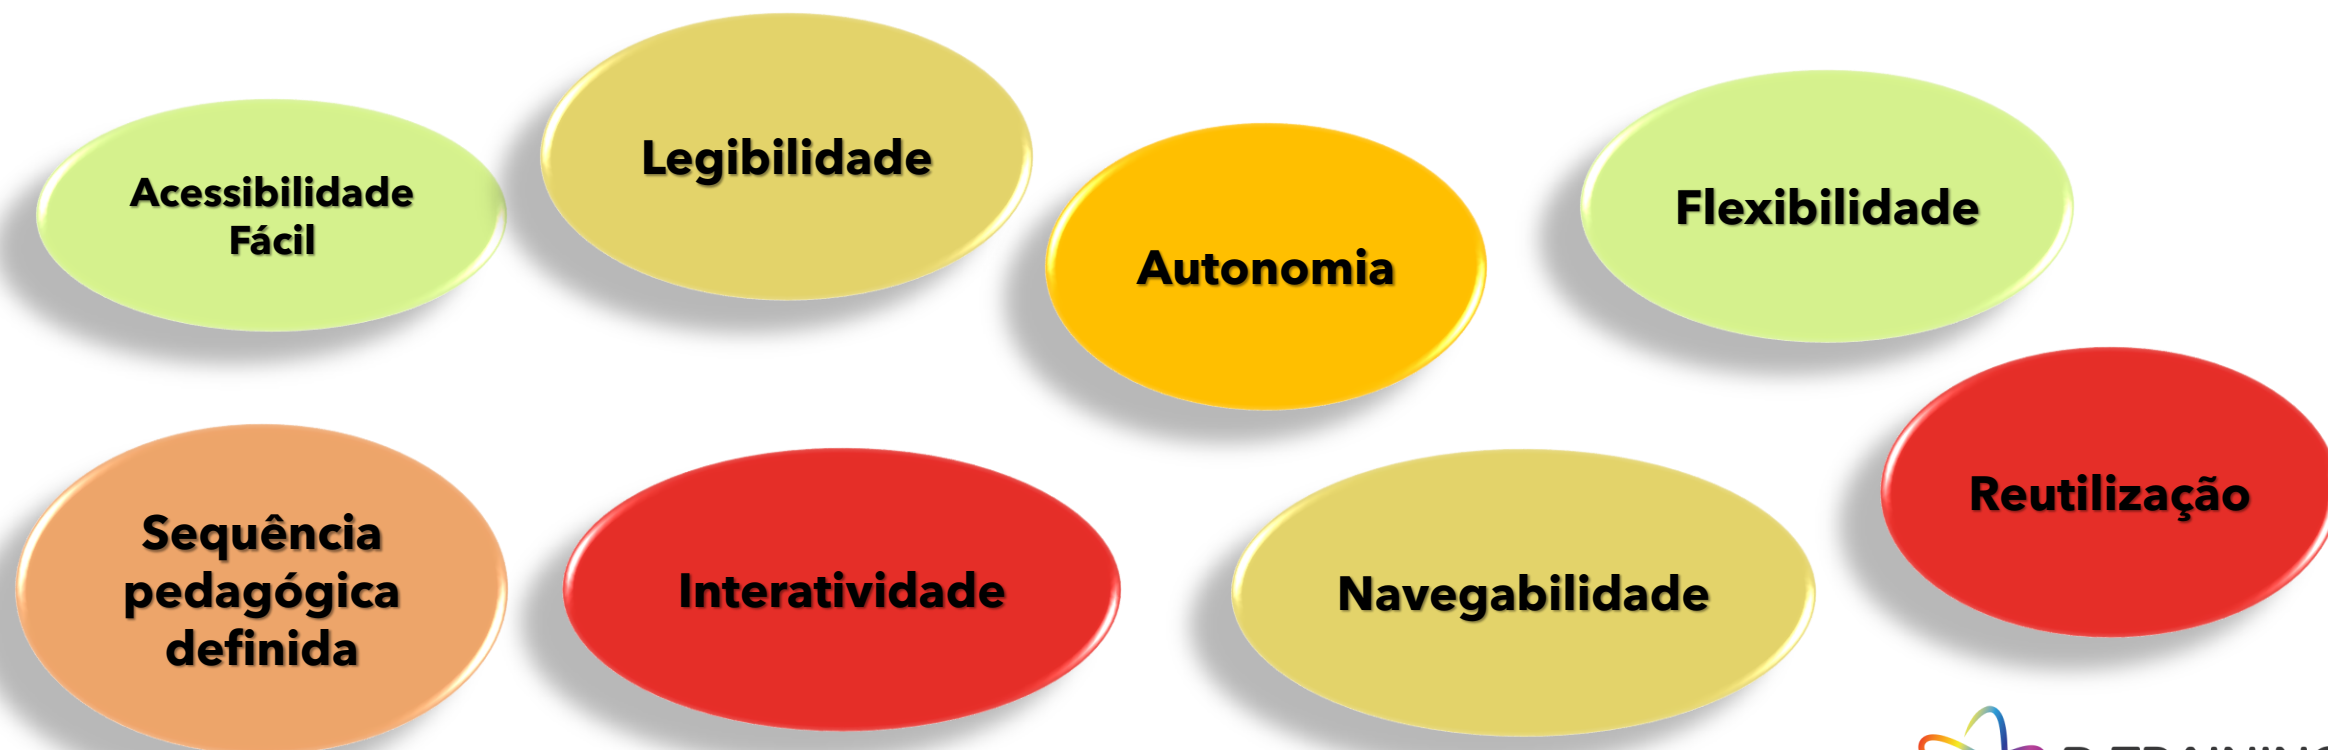 Acessibilidade
Fácil
Legibilidade
Autonomia
Flexibilidade
Sequência
pedagógica
definida
Interatividade
Navegabilidade
Reutilização